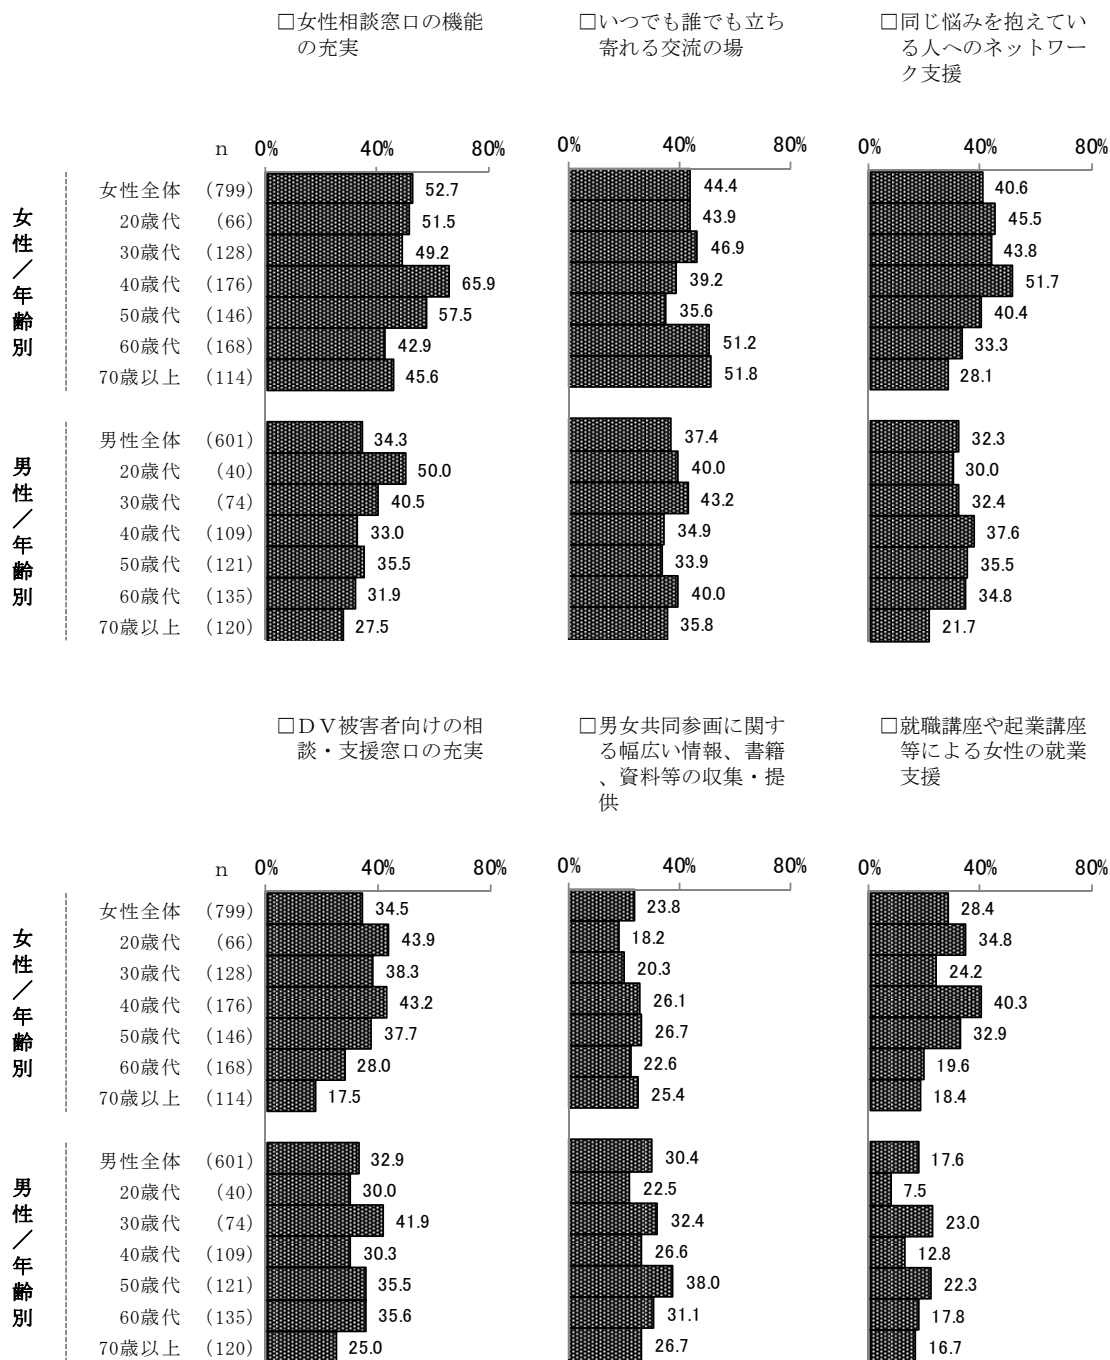 □女性相談窓口の機能
の充実
□いつでも誰でも立ち
寄れる交流の場
□同じ悩みを抱えてい
る人へのネットワー
ク支援
n 0% 40% 80% 0% 40% 80% 0% 40% 80%
女性／年齢別
女性全体 (799) 52.7 44.4 40.6
20歳代 (66) 51.5 43.9 45.5
30歳代 (128) 49.2 46.9 43.8
40歳代 (176) 65.9 39.2 51.7
50歳代 (146) 57.5 35.6 40.4
60歳代 (168) 42.9 51.2 33.3
70歳以上 (114) 45.6 51.8 28.1
男性／年齢別
男性全体 (601) 34.3 37.4 32.3
20歳代 (40) 50.0 40.0 30.0
30歳代 (74) 40.5 43.2 32.4
40歳代 (109) 33.0 34.9 37.6
50歳代 (121) 35.5 33.9 35.5
60歳代 (135) 31.9 40.0 34.8
70歳以上 (120) 27.5 35.8 21.7
□ＤＶ被害者向けの相
談・支援窓口の充実
□男女共同参画に関す
る幅広い情報、書籍
、資料等の収集・提
供
□就職講座や起業講座
等による女性の就業
支援
n 0% 40% 80% 0% 40% 80% 0% 40% 80%
女性／年齢別
女性全体 (799) 34.5 23.8 28.4
20歳代 (66) 43.9 18.2 34.8
30歳代 (128) 38.3 20.3 24.2
40歳代 (176) 43.2 26.1 40.3
50歳代 (146) 37.7 26.7 32.9
60歳代 (168) 28.0 22.6 19.6
70歳以上 (114) 17.5 25.4 18.4
男性／年齢別
男性全体 (601) 32.9 30.4 17.6
20歳代 (40) 30.0 22.5 7.5
30歳代 (74) 41.9 32.4 23.0
40歳代 (109) 30.3 26.6 12.8
50歳代 (121) 35.5 38.0 22.3
60歳代 (135) 35.6 31.1 17.8
70歳以上 (120) 25.0 26.7 16.7